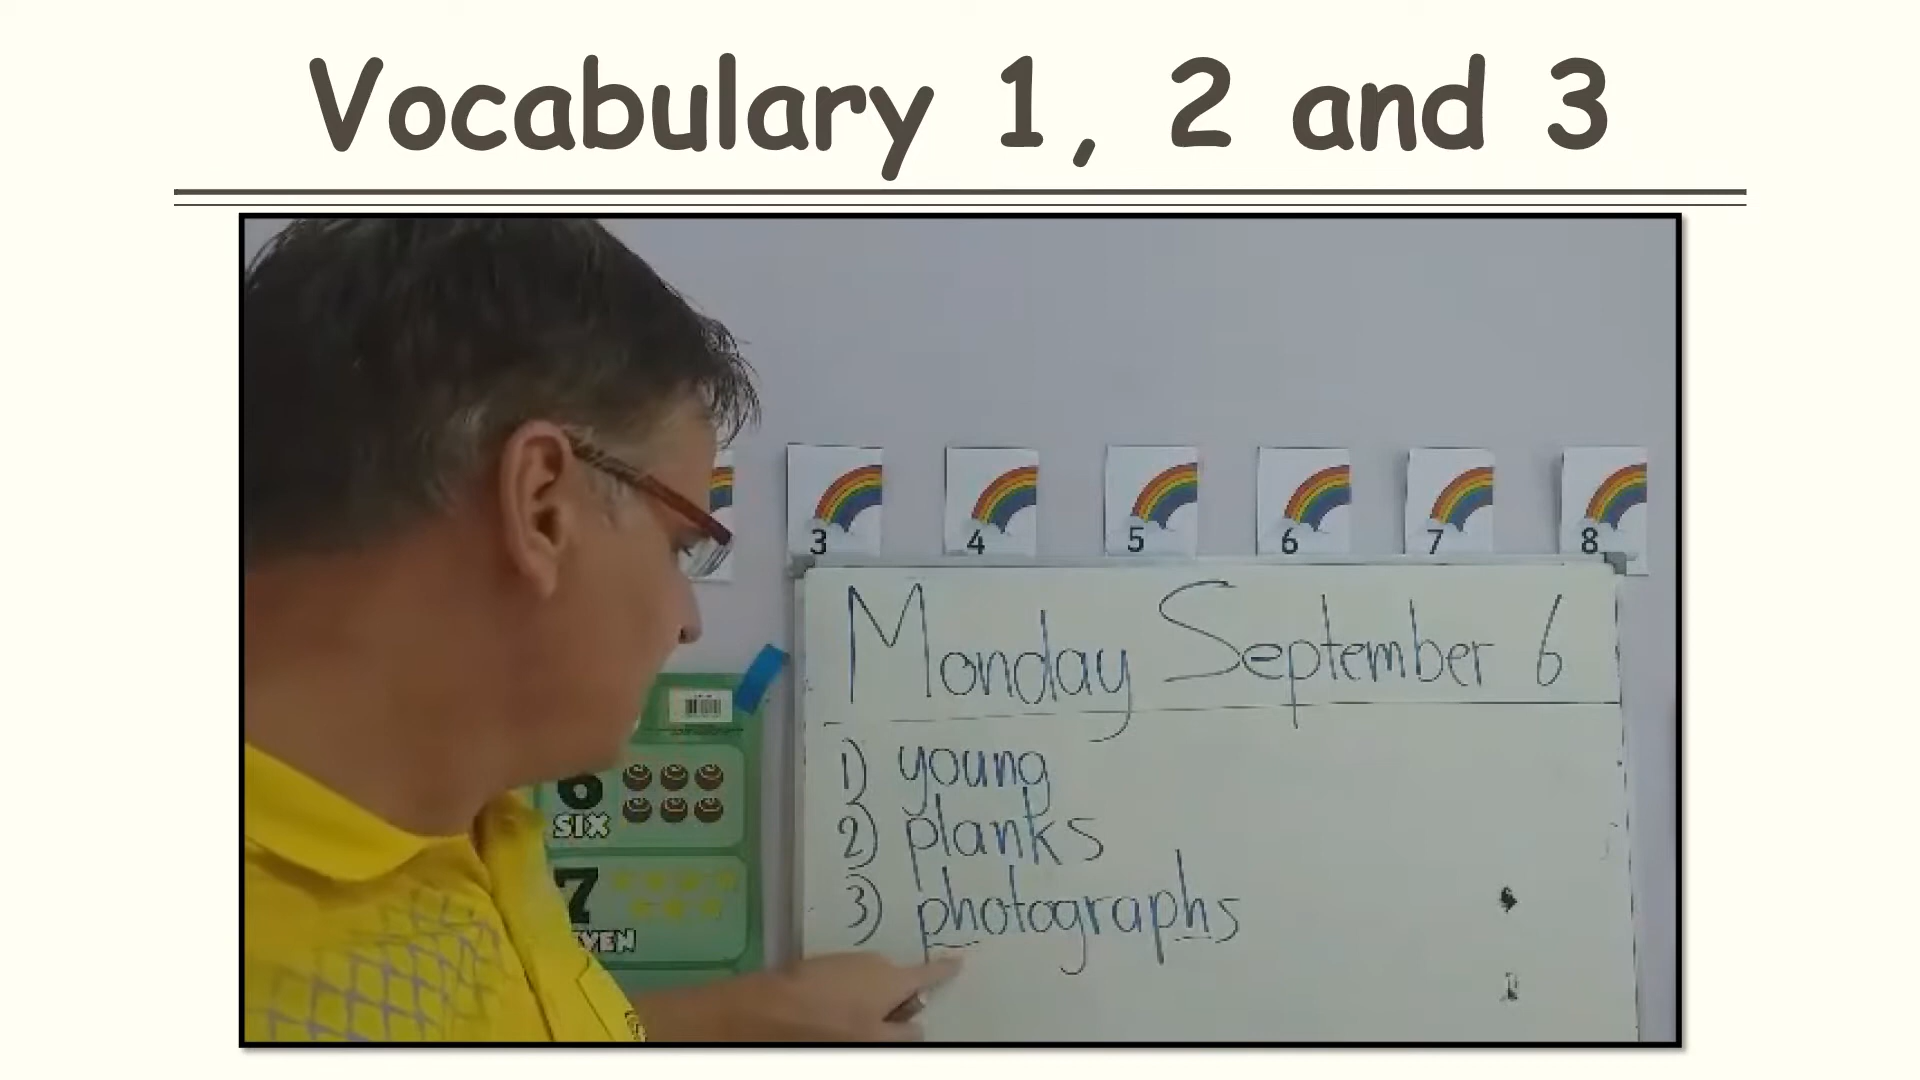 Vocabulary 1, 2 and 3
3
4
5
6
7
8
Monday September 6
1) young
2) planks
3) photographs
6
SIX
7